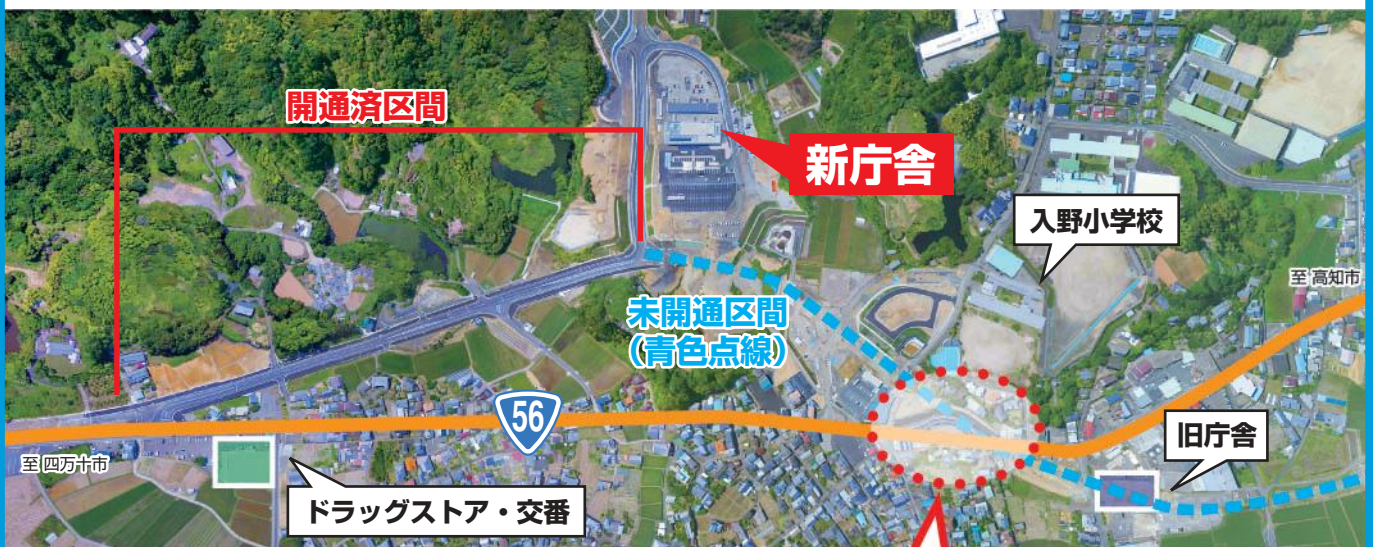 開通済区間
新庁舎
入野小学校
至 高知市
未開通区間
(青色点線)
56
旧庁舎
至 四万十市
ドラッグストア・交番